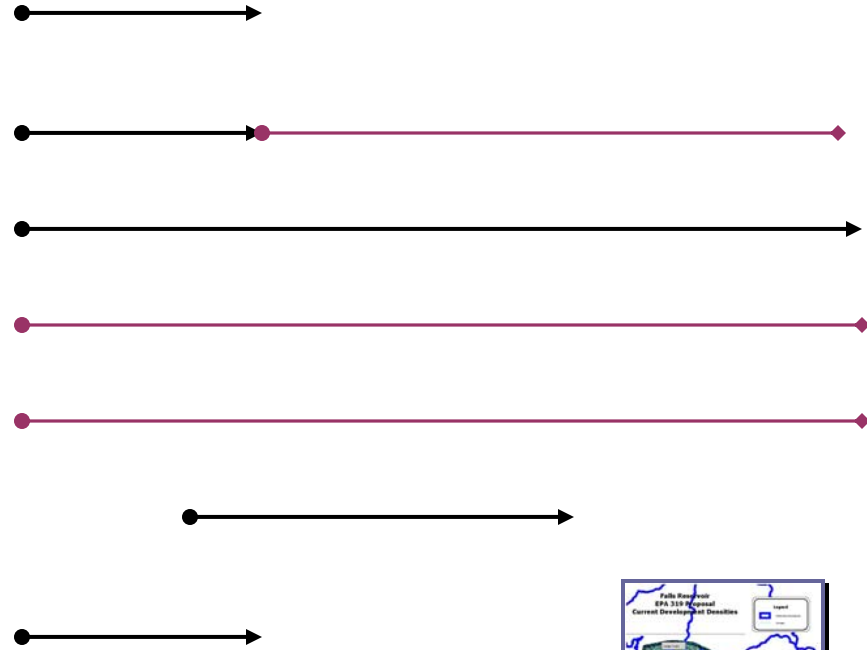 Falls Reservoir
EPA 319 Proposal
Current Development Densities
Legend